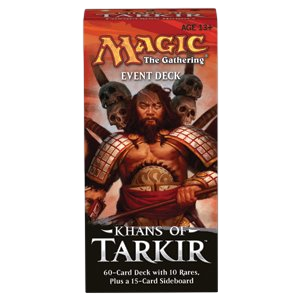 AGE 13+
MAGIC
The Gathering
EVENT DECK
KHANS OF
TARKIR
60-Card Deck with 10 Rares,
Plus a 15-Card Sideboard